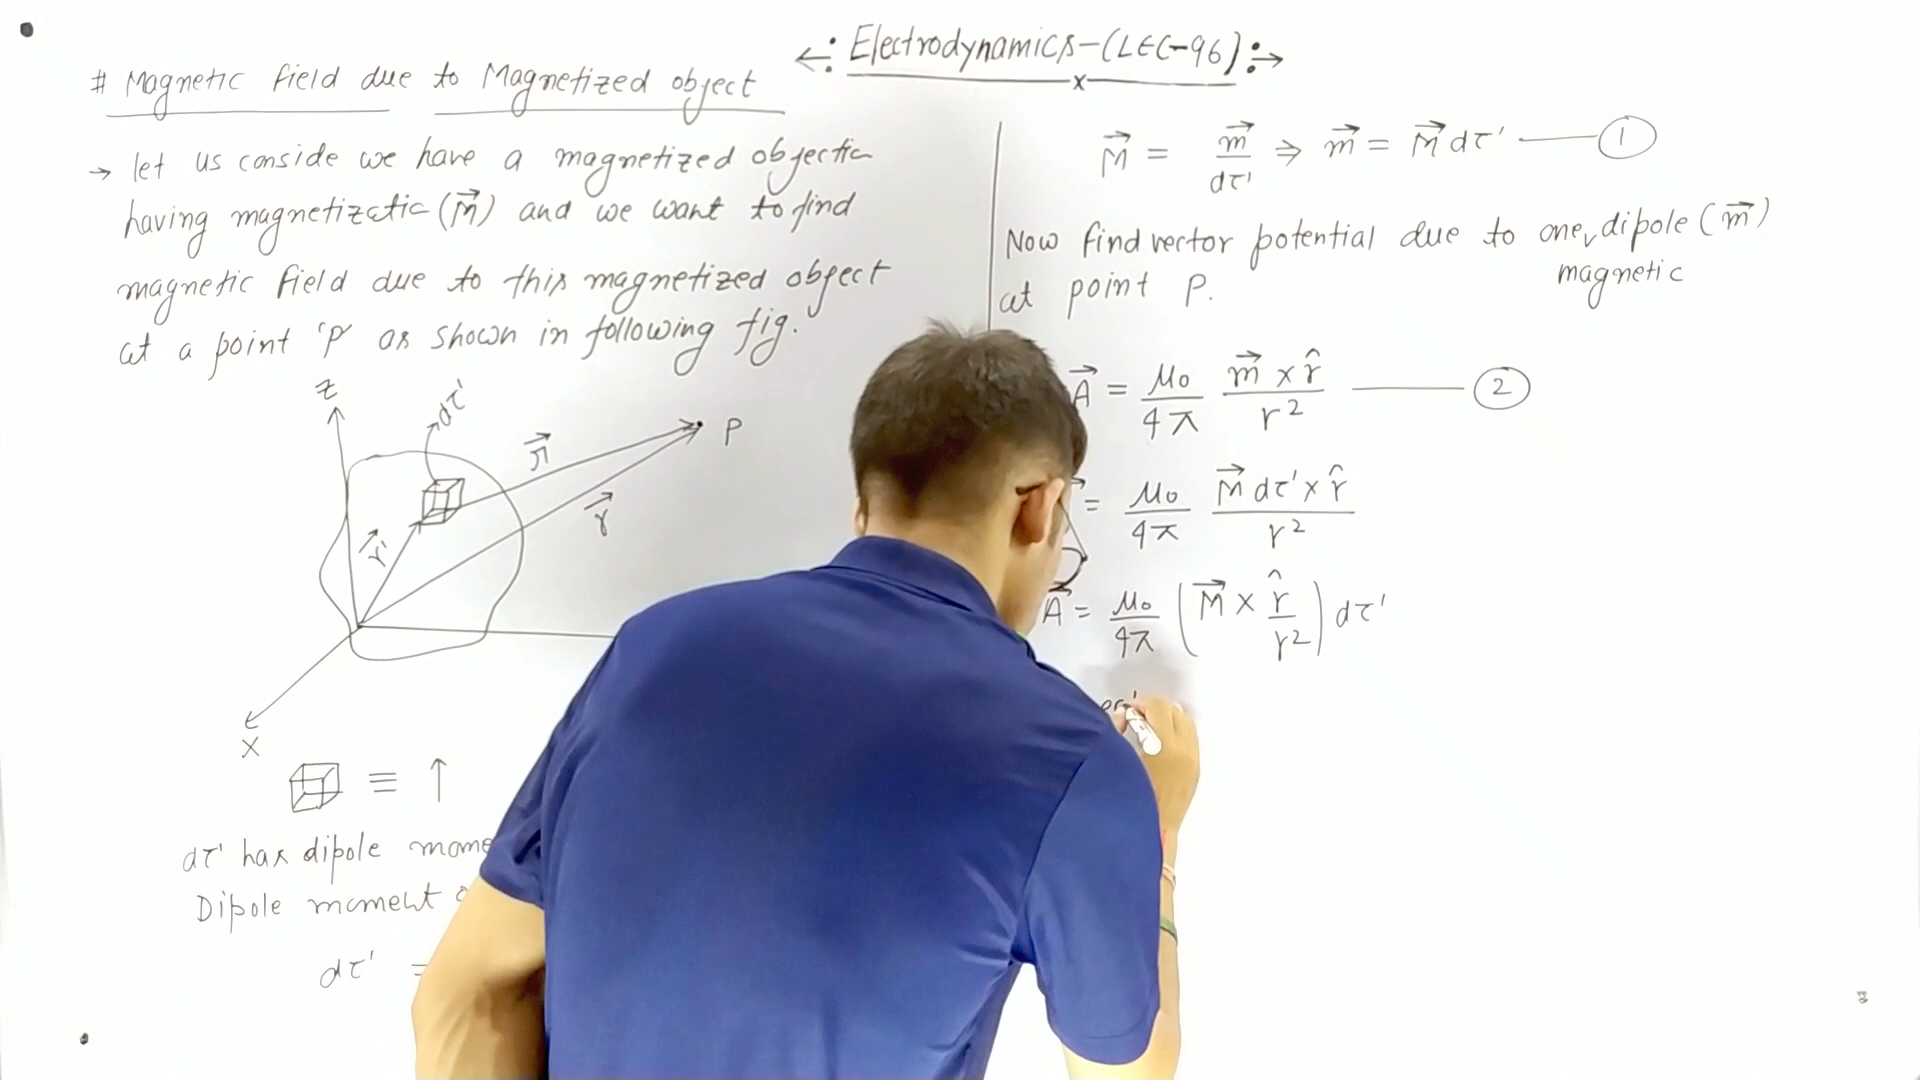 ←: Electrodynamics-(LEC-96):→
x
# Magnetic field due to Magnetized object
→ let us conside we have a magnetized objectic
having magnetizatic (M⃗) and we want to find
magnetic field due to this magnetized object
at a point 'P' as shown in following fig.
Z
dτ'
P
r⃗
r⃗'
X
≡ ↑
dτ' has dipole mome
Dipole moment
dτ' =
M⃗ = m⃗/dτ' ⇒ m⃗ = M⃗ dτ' — 1
Now find vector potential due to one, dipole (m⃗)
magnetic
at point P.
A⃗ = μ₀/4π m⃗ × r̂/r² — 2
= μ₀/4π M⃗ dτ' × r̂/r²
A⃗ = μ₀/4π (M⃗ × r̂/r²) dτ'